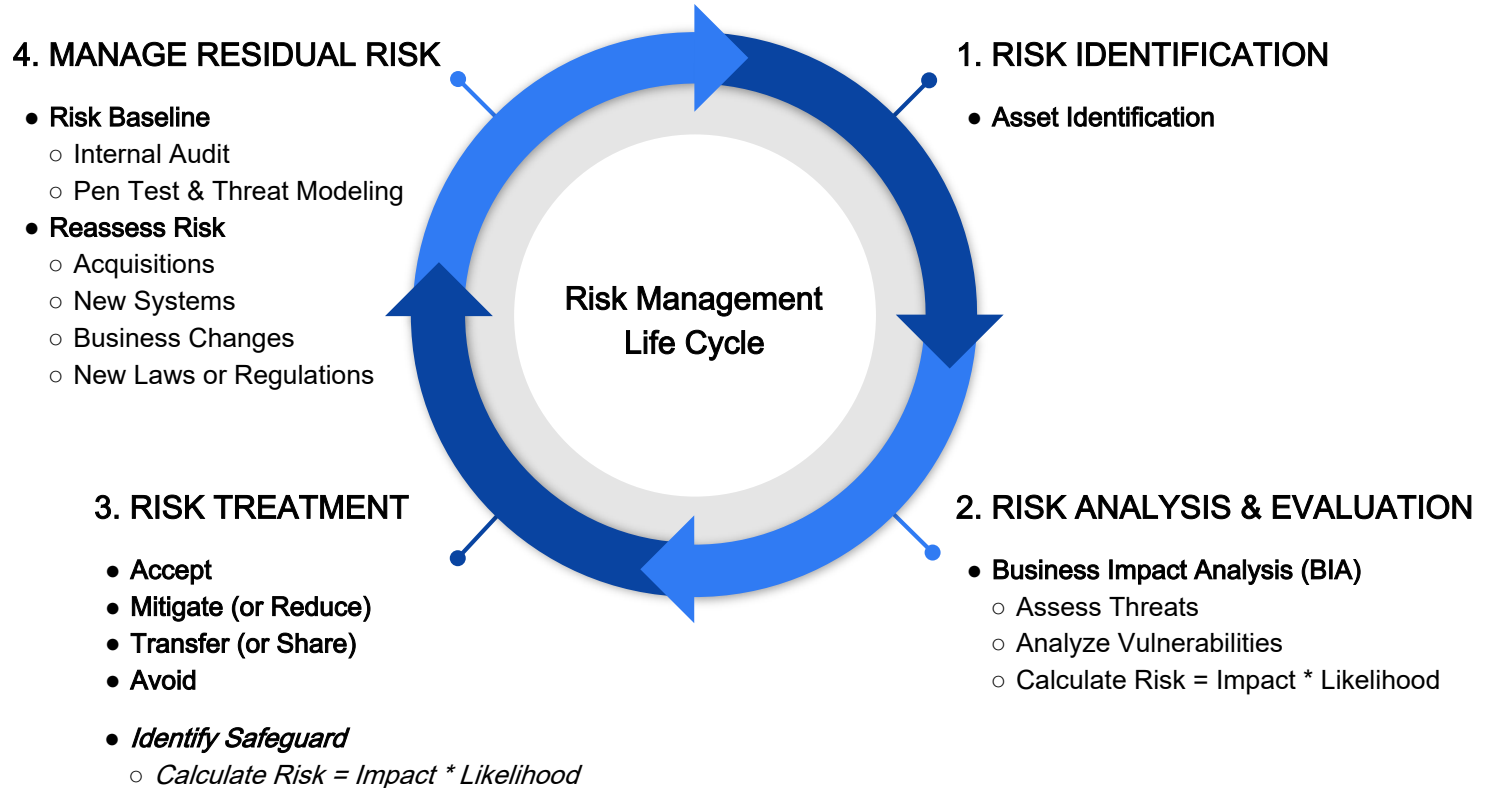 4. MANAGE RESIDUAL RISK
● Risk Baseline
○ Internal Audit
○ Pen Test & Threat Modeling
● Reassess Risk
○ Acquisitions
○ New Systems
○ Business Changes
○ New Laws or Regulations
1. RISK IDENTIFICATION
● Asset Identification
Risk Management
Life Cycle
3. RISK TREATMENT
● Accept
● Mitigate (or Reduce)
● Transfer (or Share)
● Avoid
● Identify Safeguard
○ Calculate Risk = Impact * Likelihood
2. RISK ANALYSIS & EVALUATION
● Business Impact Analysis (BIA)
○ Assess Threats
○ Analyze Vulnerabilities
○ Calculate Risk = Impact * Likelihood